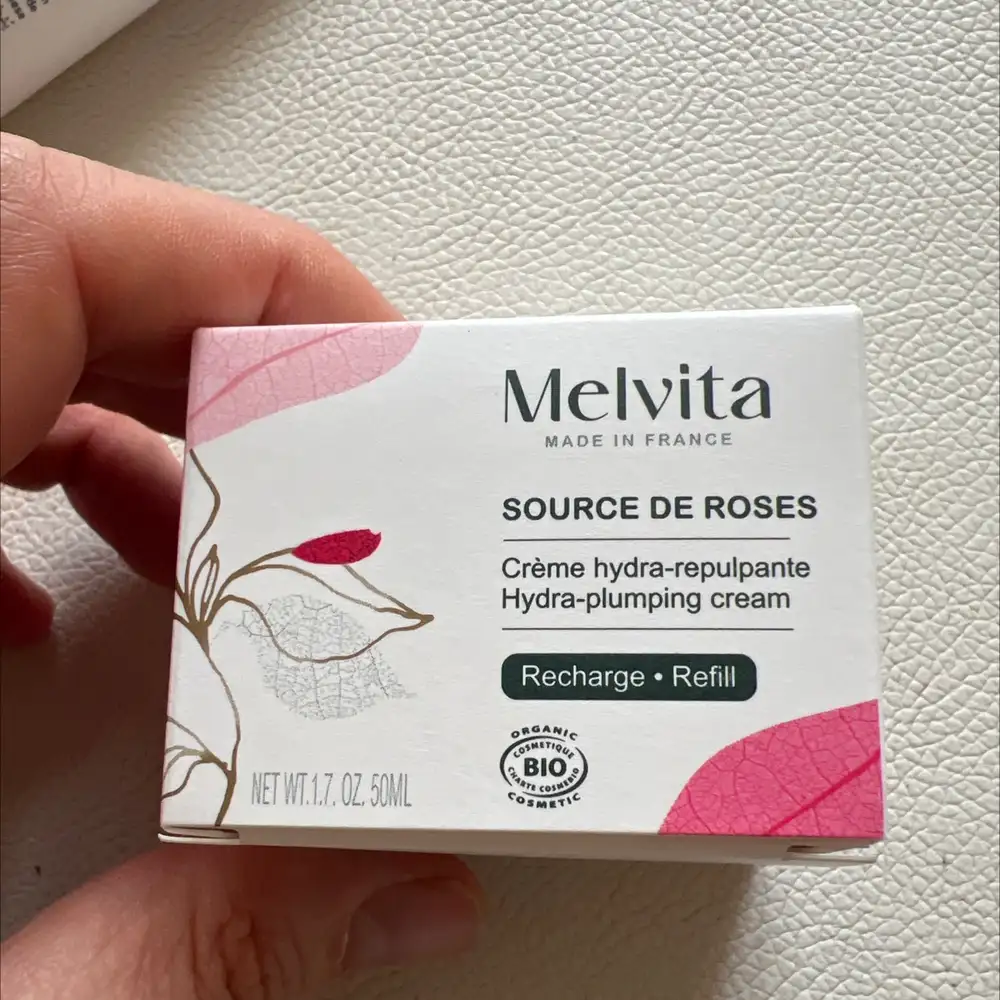 Melvita
MADE IN FRANCE
SOURCE DE ROSES
Crème hydra-repulpante
Hydra-plumping cream
Recharge • Refill
ORGANIC
COSMETIQUE
BIO
CHARTE COSMEBIO
COSMETIC
NET WT.1.7. OZ. 50ML